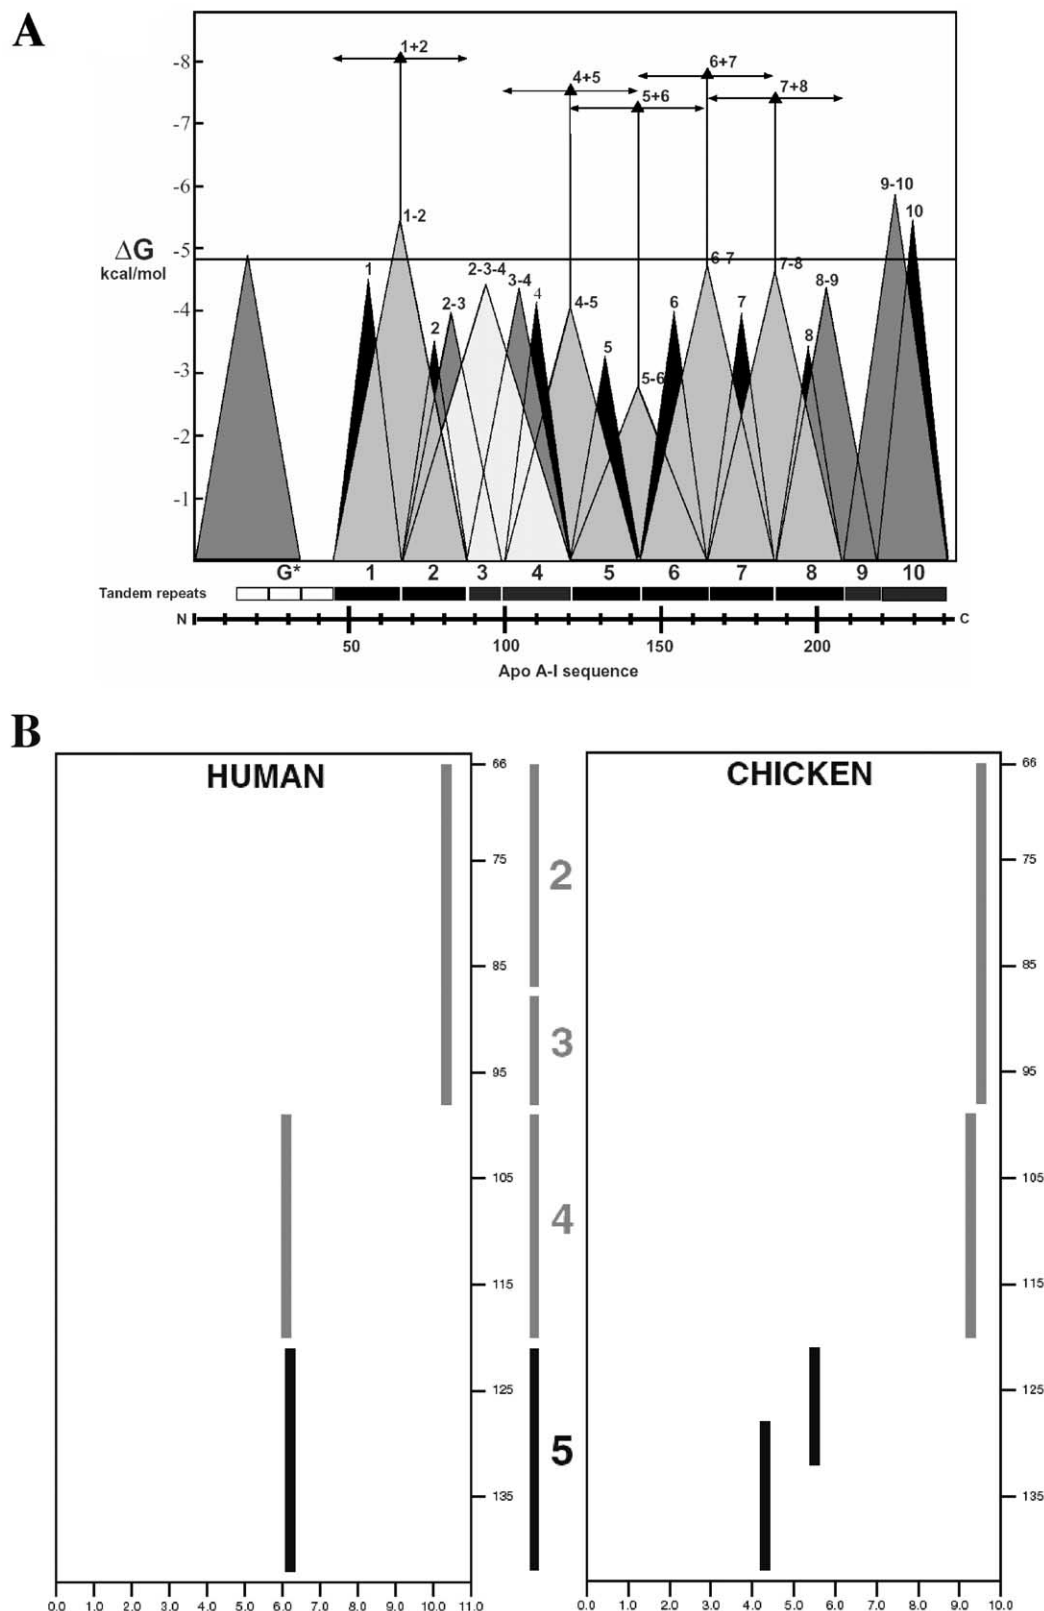 A
1+2
-8
6+7
4+5
7+8
5+6
-7
-6
9-10
10
1-2
ΔG
kcal/mol
-5
1
2-3-4
3-4
6-7
7-8
8-9
2-3
4
4-5
6
7
-4
2
5
8
-3
5-6
-2
-1
G* 1 2 3 4 5 6 7 8 9 10
Tandem repeats
N C
50 100 150 200
Apo A-I sequence
B
HUMAN
CHICKEN
66 66
75 2 75
85 85
3
95 95
105 105
4
115 115
125 125
5
135 135
0.0 1.0 2.0 3.0 4.0 5.0 6.0 7.0 8.0 9.0 10.0 11.0
0.0 1.0 2.0 3.0 4.0 5.0 6.0 7.0 8.0 9.0 10.0